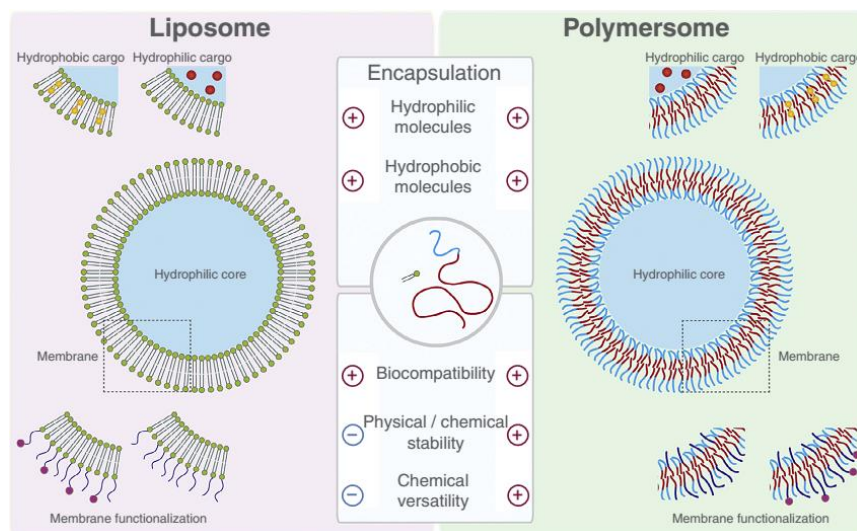 Liposome
Polymersome
Hydrophobic cargo
Hydrophilic cargo
Hydrophilic cargo
Hydrophobic cargo
Encapsulation
+
Hydrophilic
molecules
+
+
Hydrophobic
molecules
+
Hydrophilic core
Hydrophilic core
Membrane
Membrane
+
Biocompatibility
+
−
Physical / chemical
stability
+
−
Chemical
versatility
+
Membrane functionalization
Membrane functionalization